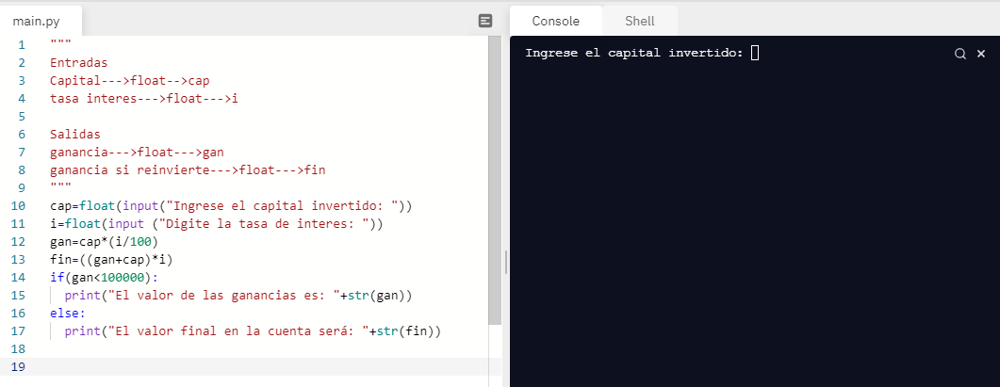 main.py
1 """
2 Entradas
3 Capital--->float-->cap
4 tasa interes--->float--->i
5
6 Salidas
7 ganancia--->float--->gan
8 ganancia si reinvierte--->float--->fin
9 """
10 cap=float(input("Ingrese el capital invertido: "))
11 i=float(input ("Digite la tasa de interes: "))
12 gan=cap*(i/100)
13 fin=((gan+cap)*i)
14 if(gan<100000):
15   print("El valor de las ganancias es: "+str(gan))
16 else:
17   print("El valor final en la cuenta será: "+str(fin))
18
19
Console Shell
Ingrese el capital invertido: